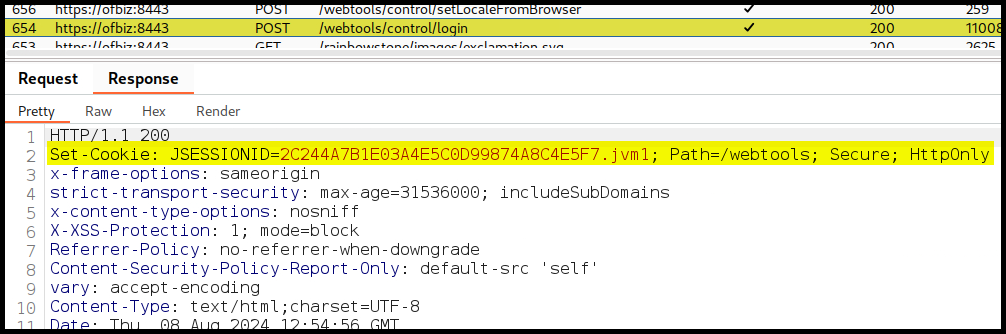 656 https://ofbiz:8443 POST /webtools/control/setLocaleFromBrowser ✓ 200 259
654 https://ofbiz:8443 POST /webtools/control/login ✓ 200 11008
653 https://ofbiz:8443 GET /rainbowstone/images/exclamation.svg 200 2625
Request Response
Pretty Raw Hex Render
1 HTTP/1.1 200
2 Set-Cookie: JSESSIONID=2C244A7B1E03A4E5C0D99874A8C4E5F7.jvm1; Path=/webtools; Secure; HttpOnly
3 x-frame-options: sameorigin
4 strict-transport-security: max-age=31536000; includeSubDomains
5 x-content-type-options: nosniff
6 X-XSS-Protection: 1; mode=block
7 Referrer-Policy: no-referrer-when-downgrade
8 Content-Security-Policy-Report-Only: default-src 'self'
9 vary: accept-encoding
10 Content-Type: text/html;charset=UTF-8
11 Date: Thu, 08 Aug 2024 12:54:56 GMT